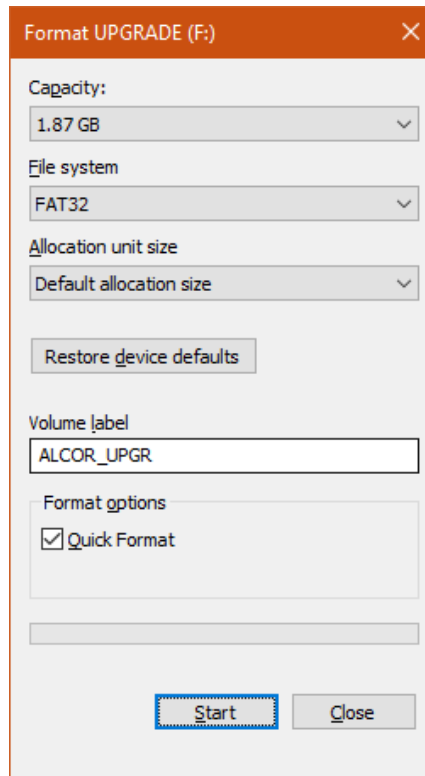 Format UPGRADE (F:)
Capacity:
1.87 GB
File system
FAT32
Allocation unit size
Default allocation size
Restore device defaults
Volume label
ALCOR_UPGR
Format options
Quick Format
Start
Close